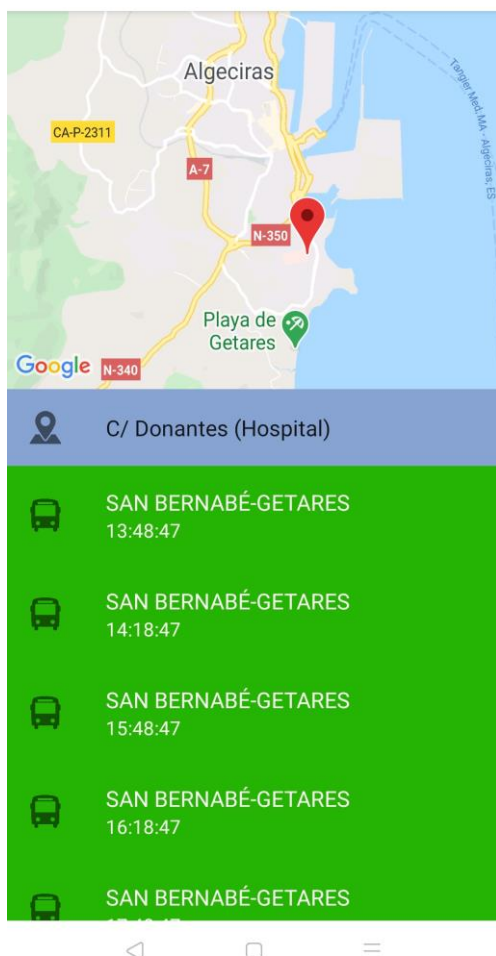 Algeciras
CA-P-2311
A-7
Tangier Med, MA - Algeciras, ES
N-350
Playa de
Getares
Google
N-340
C/ Donantes (Hospital)
SAN BERNABÉ-GETARES
13:48:47
SAN BERNABÉ-GETARES
14:18:47
SAN BERNABÉ-GETARES
15:48:47
SAN BERNABÉ-GETARES
16:18:47
SAN BERNABÉ-GETARES